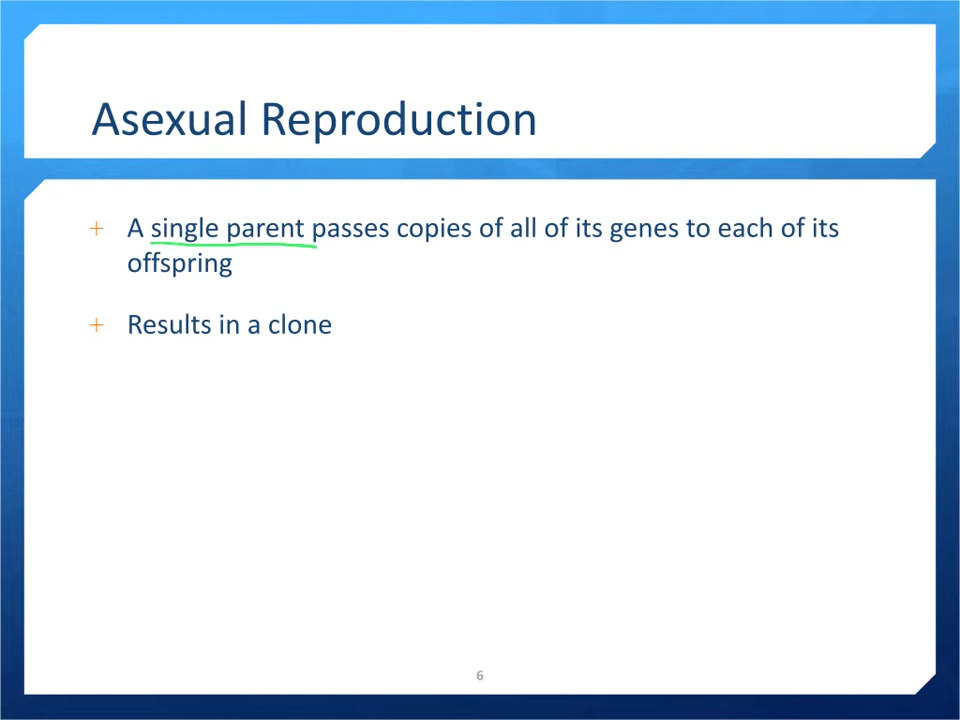 Asexual Reproduction
+ A single parent passes copies of all of its genes to each of its
offspring
+ Results in a clone
6